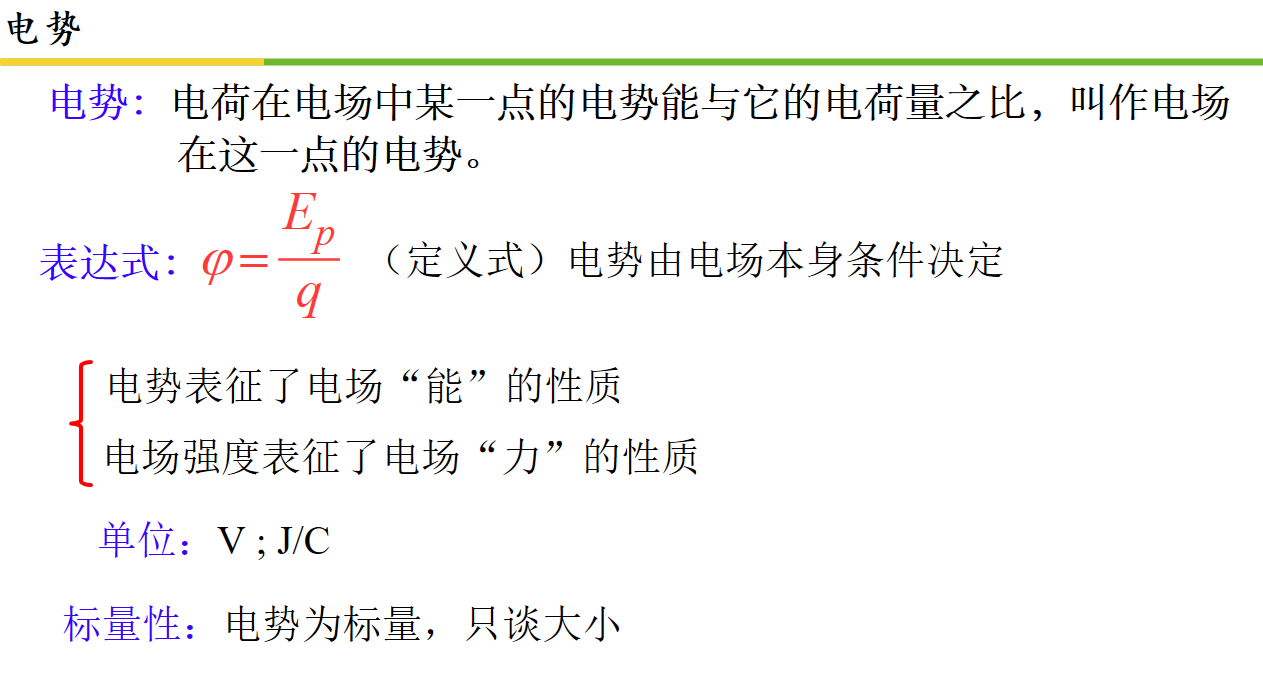 电势
电势：电荷在电场中某一点的电势能与它的电荷量之比，叫作电场
在这一点的电势。
表达式：φ=E_p/q （定义式）电势由电场本身条件决定
电势表征了电场“能”的性质
电场强度表征了电场“力”的性质
单位：V ; J/C
标量性：电势为标量，只谈大小